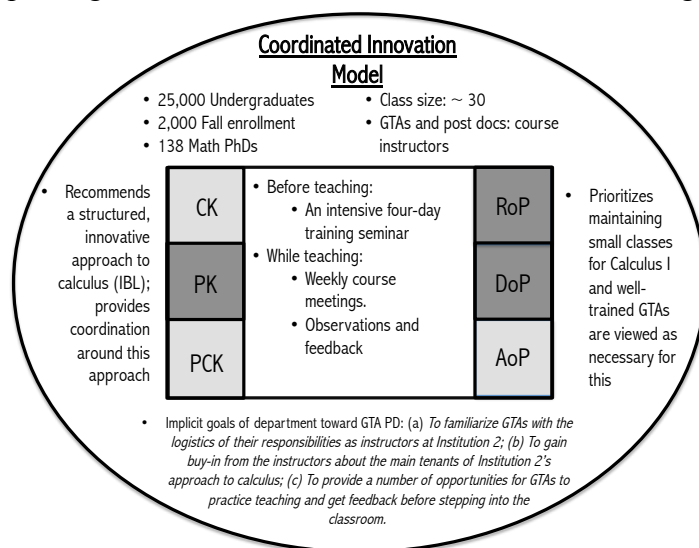 Coordinated Innovation
Model
• 25,000 Undergraduates
• 2,000 Fall enrollment
• 138 Math PhDs
• Class size: ~ 30
• GTAs and post docs: course
instructors
• Recommends
a structured,
innovative
approach to
calculus (IBL);
provides
coordination
around this
approach
CK
PK
PCK
• Before teaching:
• An intensive four-day
training seminar
• While teaching:
• Weekly course
meetings.
• Observations and
feedback
RoP
DoP
AoP
• Prioritizes
maintaining
small classes
for Calculus I
and well-
trained GTAs
are viewed as
necessary for
this
• Implicit goals of department toward GTA PD: (a) To familiarize GTAs with the
logistics of their responsibilities as instructors at Institution 2; (b) To gain
buy-in from the instructors about the main tenants of Institution 2's
approach to calculus; (c) To provide a number of opportunities for GTAs to
practice teaching and get feedback before stepping into the
classroom.